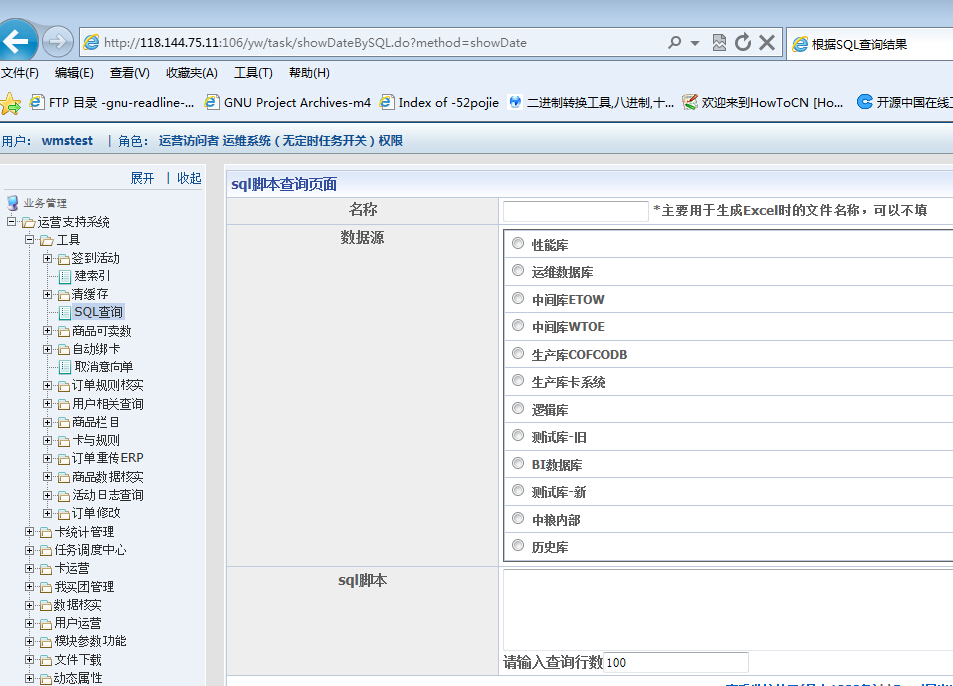 http://118.144.75.11:106/yw/task/showDateBySQL.do?method=showDate
根据SQL查询结果
文件(F) 编辑(E) 查看(V) 收藏夹(A) 工具(T) 帮助(H)
FTP 目录 -gnu-readline-... GNU Project Archives-m4 Index of -52pojie 二进制转换工具,八进制,十... 欢迎来到HowToCN [Ho... 开源中国在线工
用户: wmstest | 角色: 运营访问者 运维系统（无定时任务开关）权限
展开 | 收起
业务管理
运营支持系统
工具
签到活动
建索引
清缓存
SQL查询
商品可卖数
自动绑卡
取消意向单
订单规则核实
用户相关查询
商品栏目
卡与规则
订单重传ERP
商品数据核实
活动日志查询
订单修改
卡统计管理
任务调度中心
卡运营
我买团管理
数据核实
用户运营
模块参数功能
文件下载
动态属性
sql脚本查询页面
名称
*主要用于生成Excel时的文件名称，可以不填
数据源
性能库
运维数据库
中间库ETOW
中间库WTOE
生产库COFCODB
生产库卡系统
逻辑库
测试库-旧
BI数据库
测试库-新
中粮内部
历史库
sql脚本
请输入查询行数 100